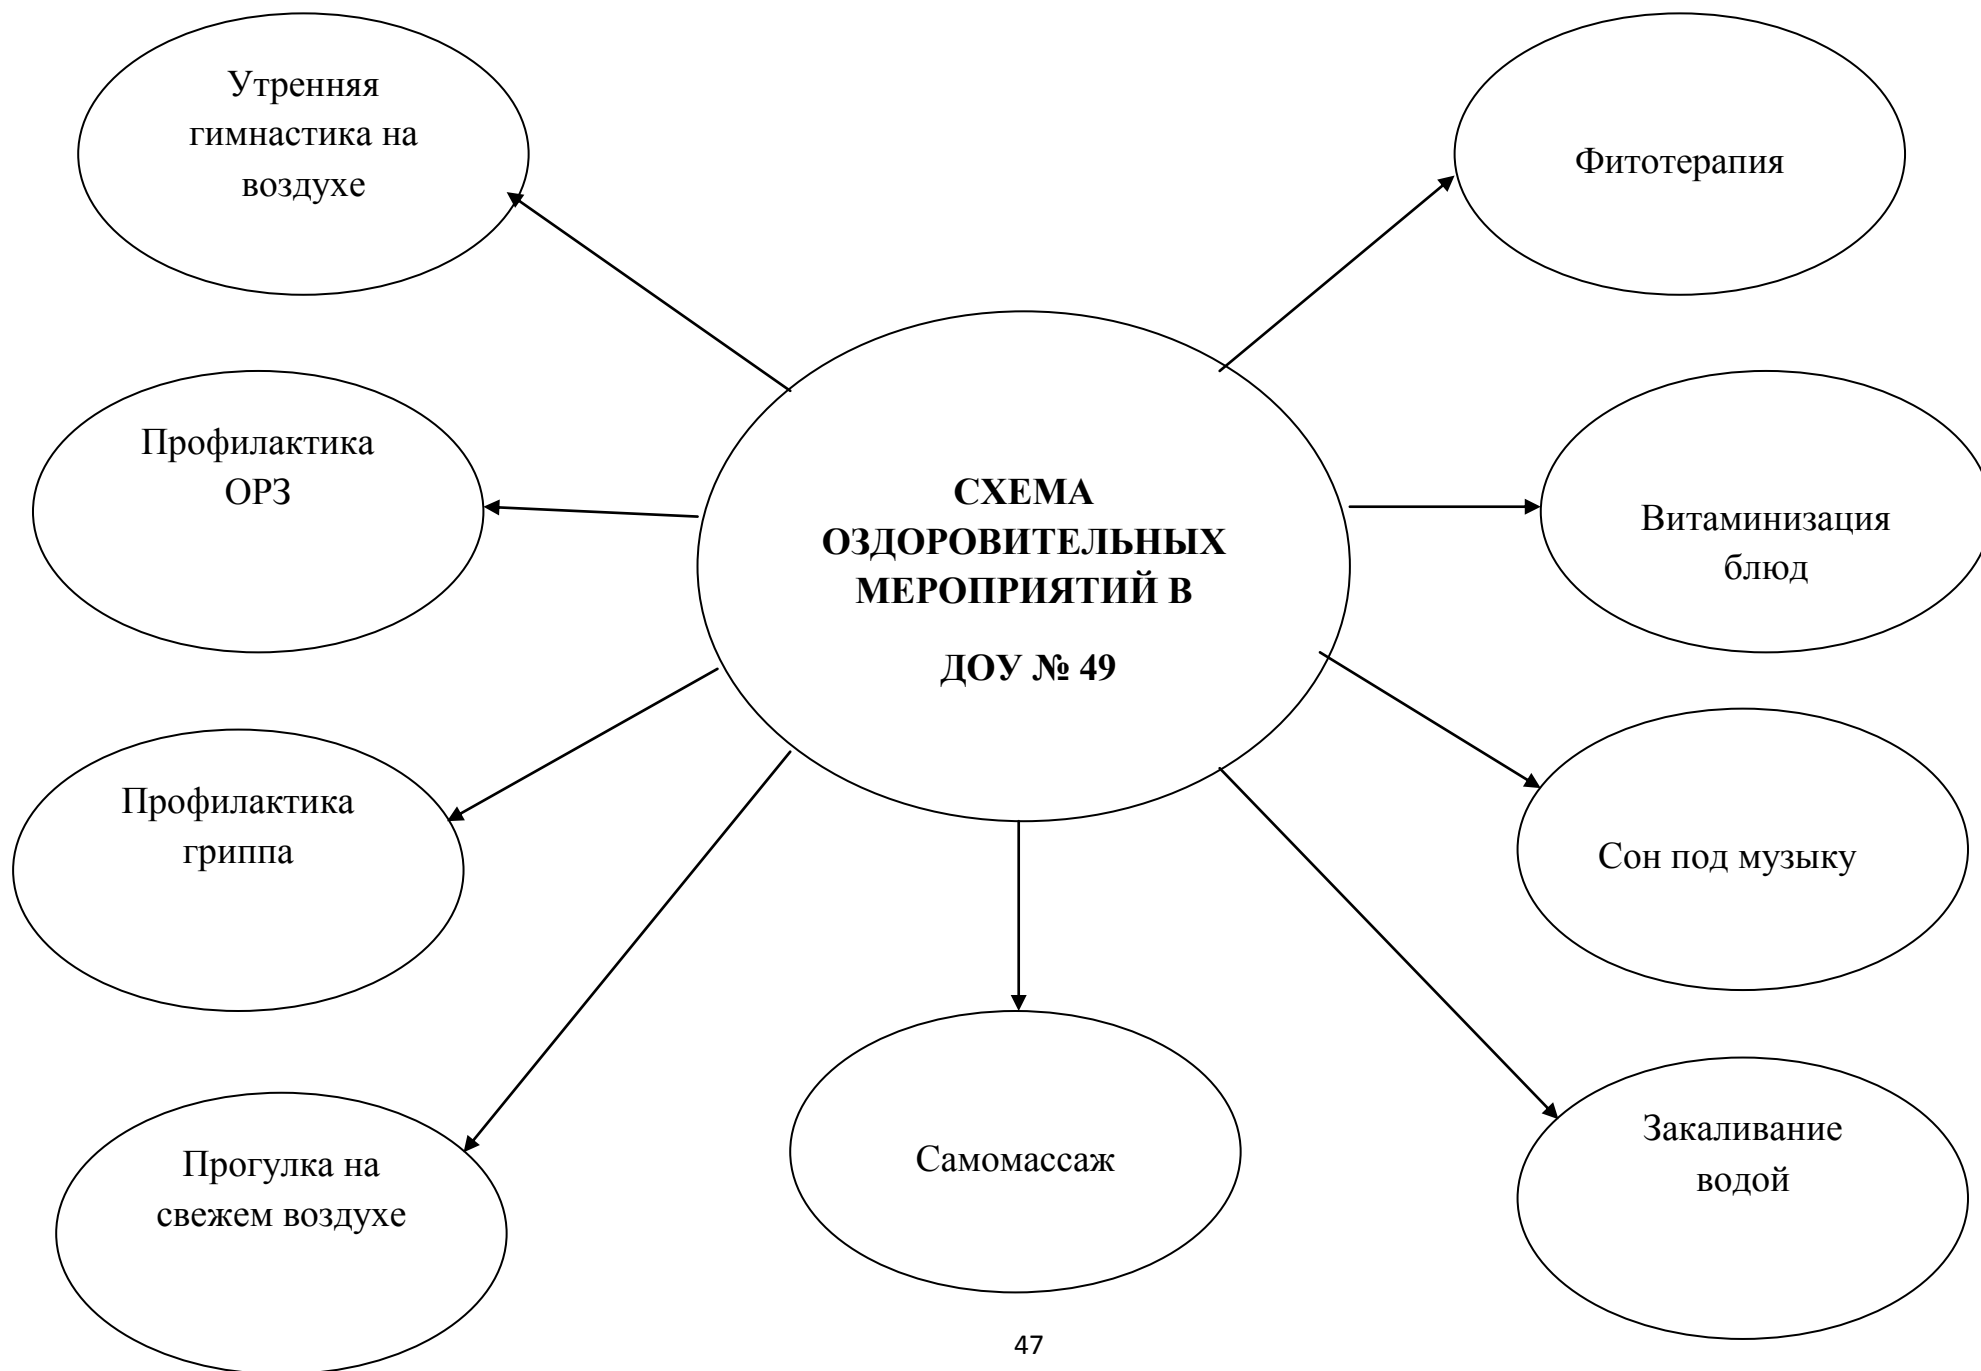 Утренняя
гимнастика на
воздухе
Фитотерапия
Профилактика
ОРЗ
СХЕМА
ОЗДОРОВИТЕЛЬНЫХ
МЕРОПРИЯТИЙ В
ДОУ № 49
Витаминизация
блюд
Профилактика
гриппа
Сон под музыку
Прогулка на
свежем воздухе
Самомассаж
Закаливание
водой
47